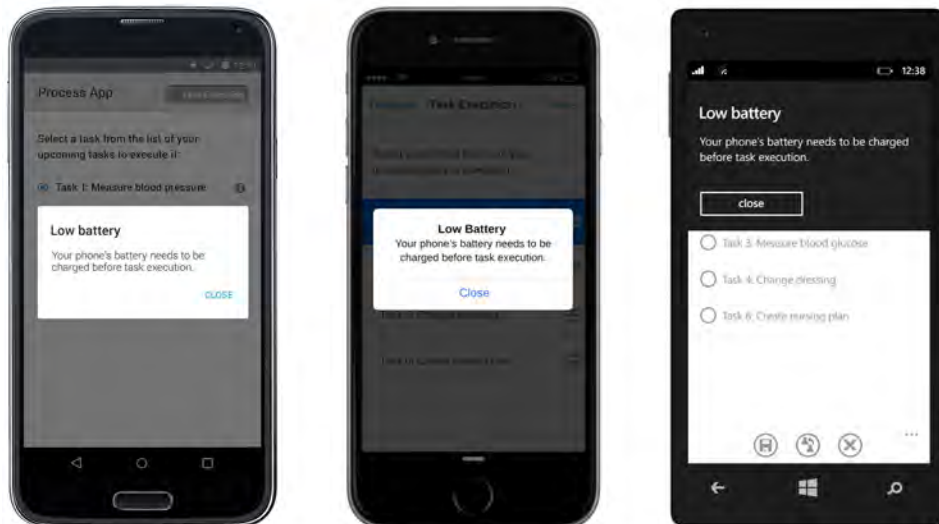 Process App
Select a task from the list of your
upcoming tasks to execute it:
Task 1: Measure blood pressure
Low battery
Your phone's battery needs to be
charged before task execution.
CLOSE
Task Execution
Low Battery
Your phone's battery needs to be
charged before task execution.
Close
12:38
Low battery
Your phone's battery needs to be charged
before task execution.
close
Task 3: Measure blood glucose
Task 4: Change dressing
Task 6: Create nursing plan